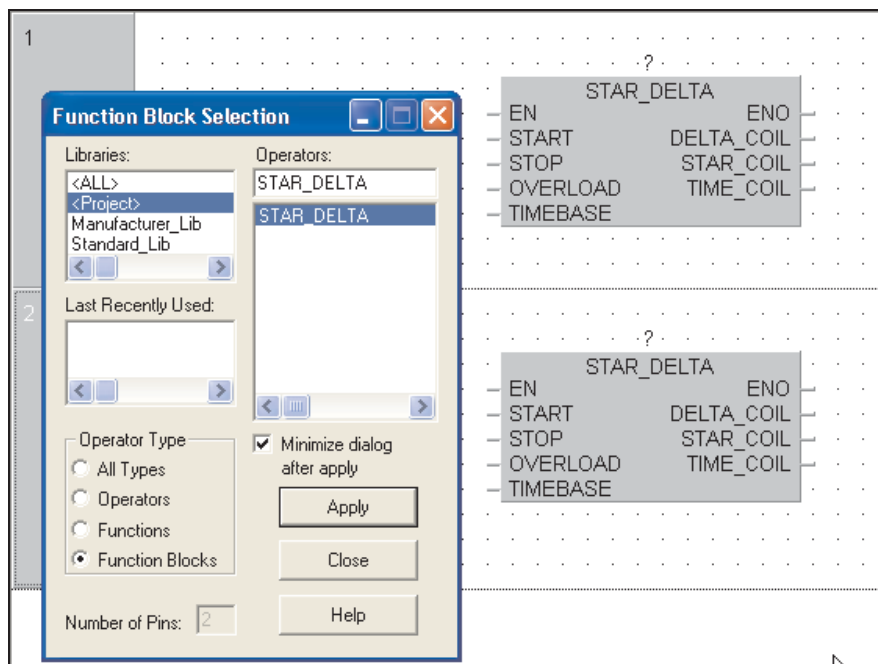 1
?
STAR_DELTA
EN ENO
START DELTA_COIL
STOP STAR_COIL
OVERLOAD TIME_COIL
TIMEBASE
Function Block Selection
Libraries:
<ALL>
<Project>
Manufacturer_Lib
Standard_Lib
Operators:
STAR_DELTA
STAR_DELTA
Last Recently Used:
Operator Type
All Types
Operators
Functions
Function Blocks
Minimize dialog
after apply
Apply
Close
Help
Number of Pins: 2
2
?
STAR_DELTA
EN ENO
START DELTA_COIL
STOP STAR_COIL
OVERLOAD TIME_COIL
TIMEBASE